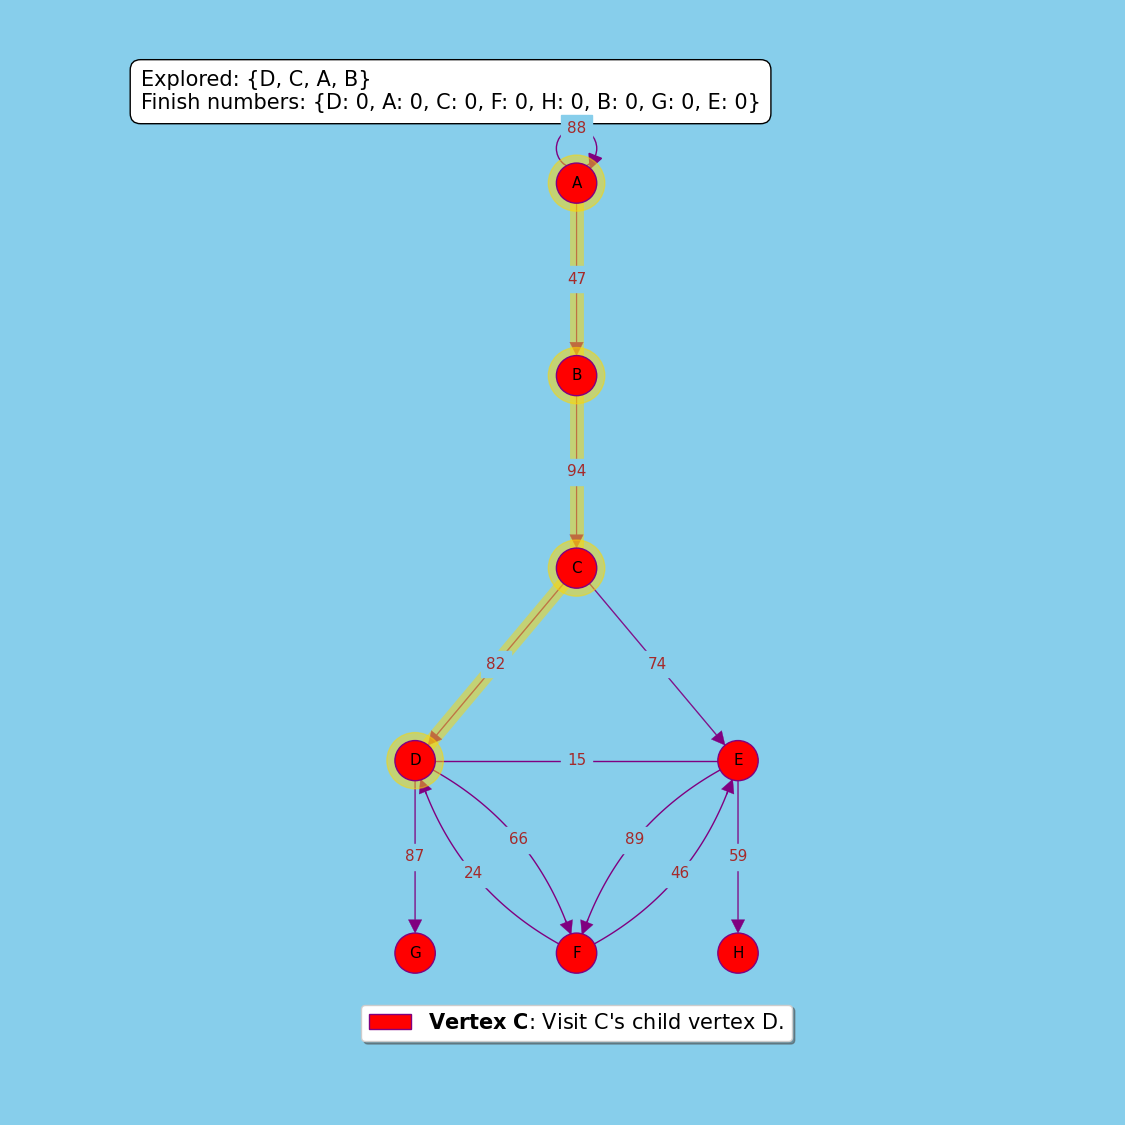 Explored: {D, C, A, B}
Finish numbers: {D: 0, A: 0, C: 0, F: 0, H: 0, B: 0, G: 0, E: 0}
88
A
47
B
94
C
82
74
D
15
E
66
89
87
59
24
46
G
F
H
Vertex C: Visit C's child vertex D.